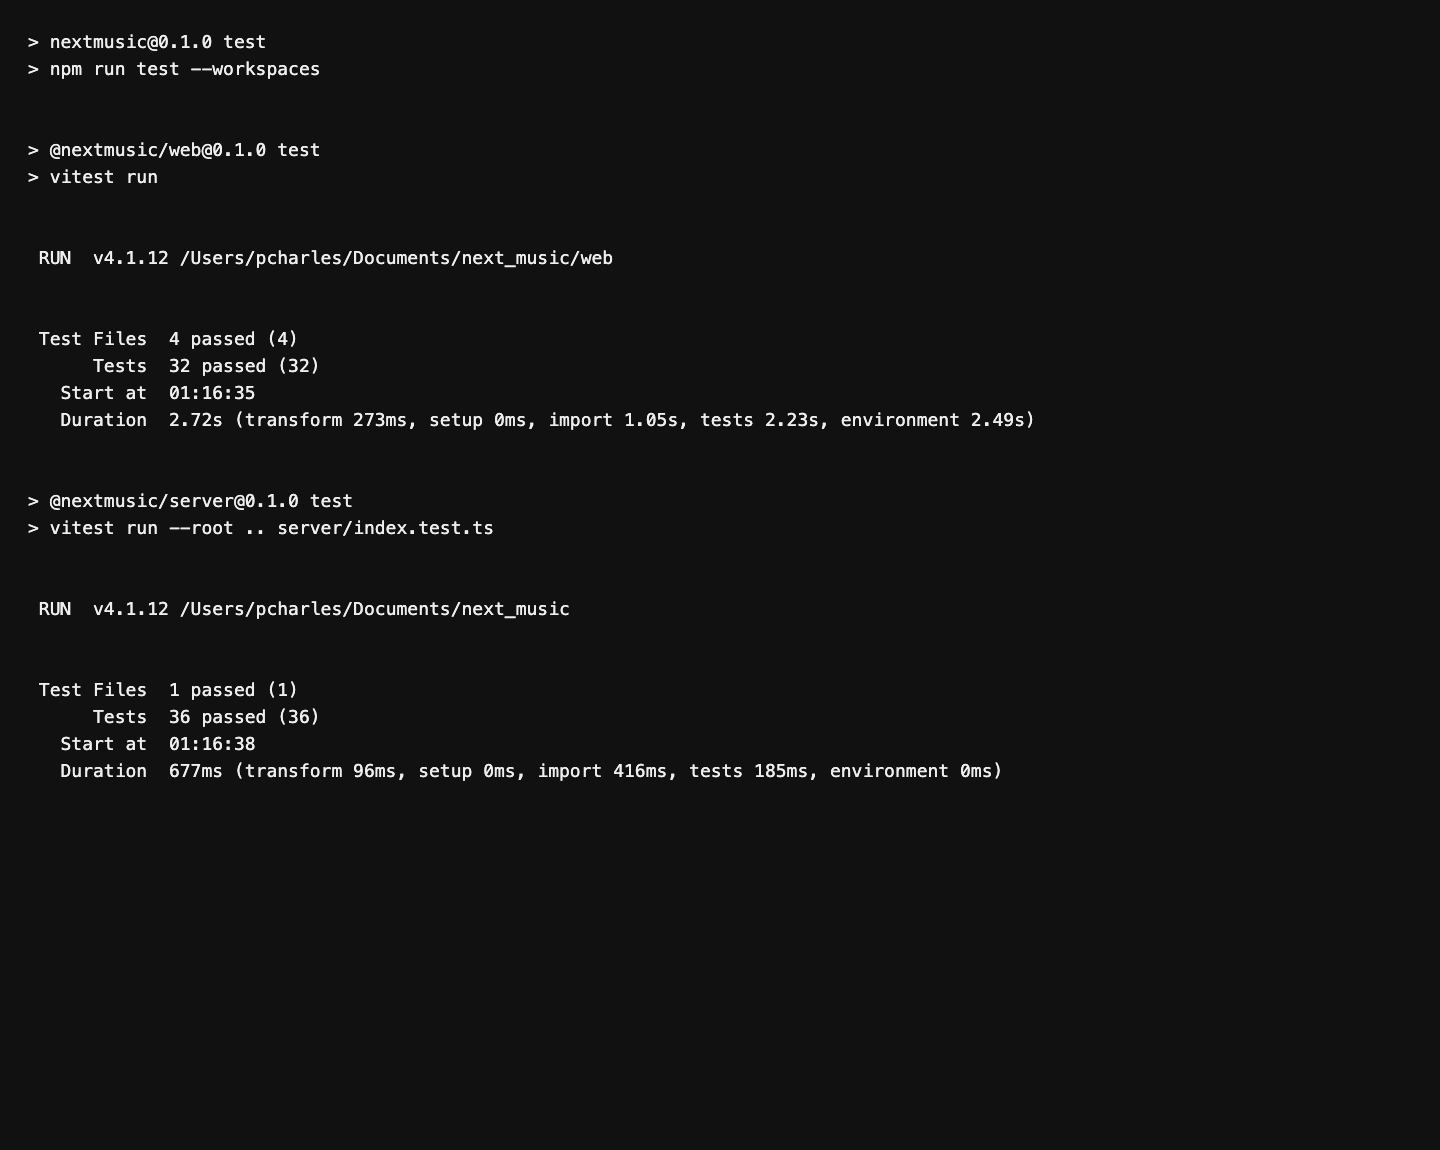 > nextmusic@0.1.0 test
> npm run test --workspaces
> @nextmusic/web@0.1.0 test
> vitest run
RUN  v4.1.12 /Users/pcharles/Documents/next_music/web
Test Files  4 passed (4)
Tests  32 passed (32)
Start at  01:16:35
Duration  2.72s (transform 273ms, setup 0ms, import 1.05s, tests 2.23s, environment 2.49s)
> @nextmusic/server@0.1.0 test
> vitest run --root .. server/index.test.ts
RUN  v4.1.12 /Users/pcharles/Documents/next_music
Test Files  1 passed (1)
Tests  36 passed (36)
Start at  01:16:38
Duration  677ms (transform 96ms, setup 0ms, import 416ms, tests 185ms, environment 0ms)